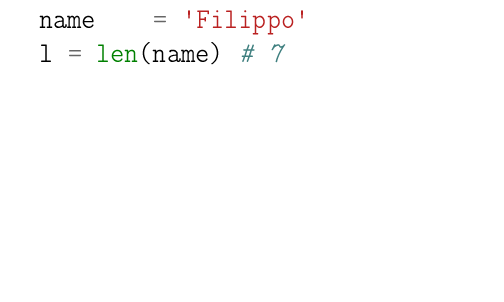 name    = 'Filippo'
l = len(name) # 7